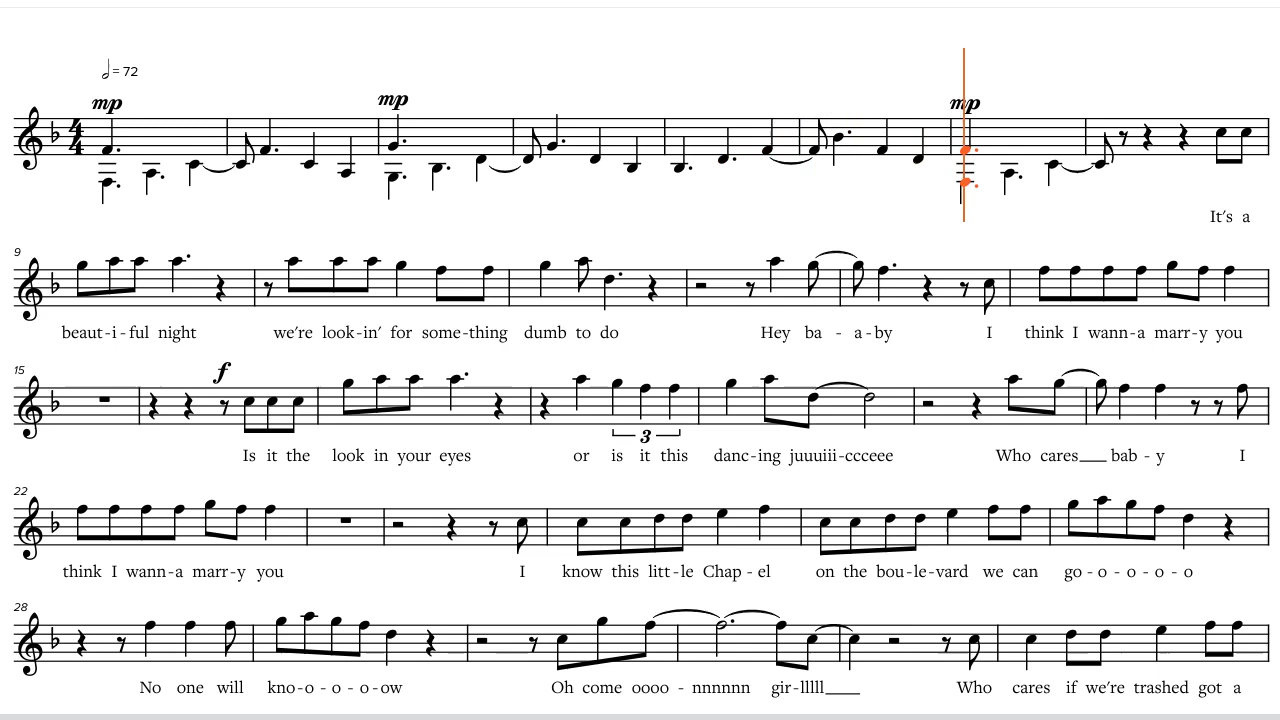 = 72
mp mp mp
4
4
It's a
9
beaut-i-ful night we're look-in' for some-thing dumb to do Hey ba - a-by I think I wann-a marr-y you
15
f
3
Is it the look in your eyes or is it this danc-ing juuuiii-ccceee Who cares___ bab-y I
22
think I wann-a marr-y you I know this litt-le Chap-el on the bou-le-vard we can go-o-o-o-o
28
No one will kno-o-o-o-ow Oh come oooo - nnnnnn gir-lllll___ Who cares if we're trashed got a